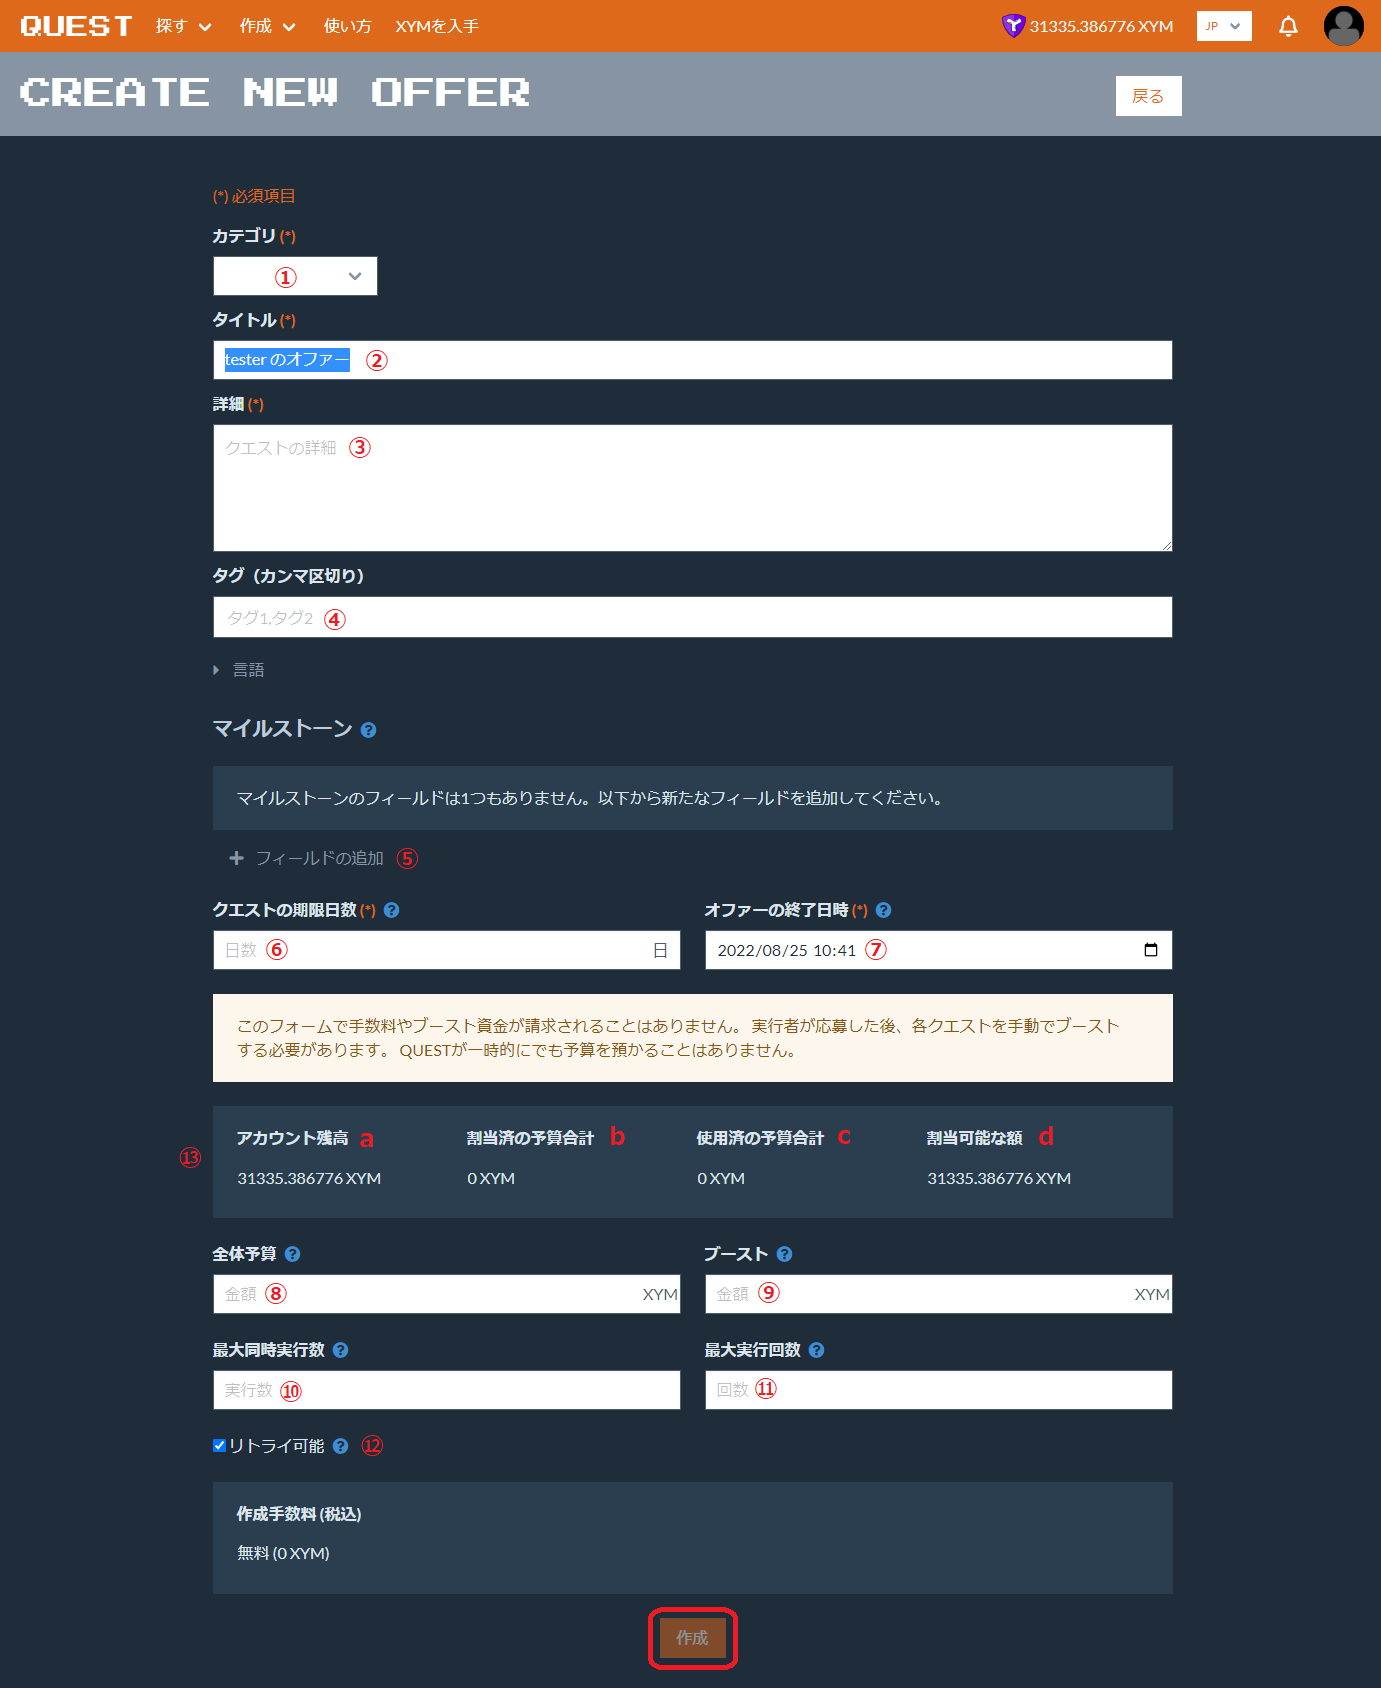 QUEST 探す 作成 使い方 XYMを入手 31335.386776 XYM JP
CREATE NEW OFFER 戻る
(*) 必須項目
カテゴリ (*)
①
タイトル (*)
tester のオファー ②
詳細 (*)
クエストの詳細 ③
タグ（カンマ区切り）
タグ1,タグ2 ④
言語
マイルストーン ?
マイルストーンのフィールドは1つもありません。以下から新たなフィールドを追加してください。
+ フィールドの追加 ⑤
クエストの期限日数 (*) ? オファーの終了日時 (*) ?
日数 ⑥ 日 2022/08/25 10:41 ⑦
このフォームで手数料やブースト資金が請求されることはありません。 実行者が応募した後、各クエストを手動でブースト
する必要があります。 QUESTが一時的にでも予算を預かることはありません。
アカウント残高 a 割当済の予算合計 b 使用済の予算合計 c 割当可能な額 d
⑬
31335.386776 XYM 0 XYM 0 XYM 31335.386776 XYM
全体予算 ? ブースト ?
金額 ⑧ XYM 金額 ⑨ XYM
最大同時実行数 ? 最大実行回数 ?
実行数 ⑩ 回数 ⑪
リトライ可能 ? ⑫
作成手数料 (税込)
無料 (0 XYM)
作成